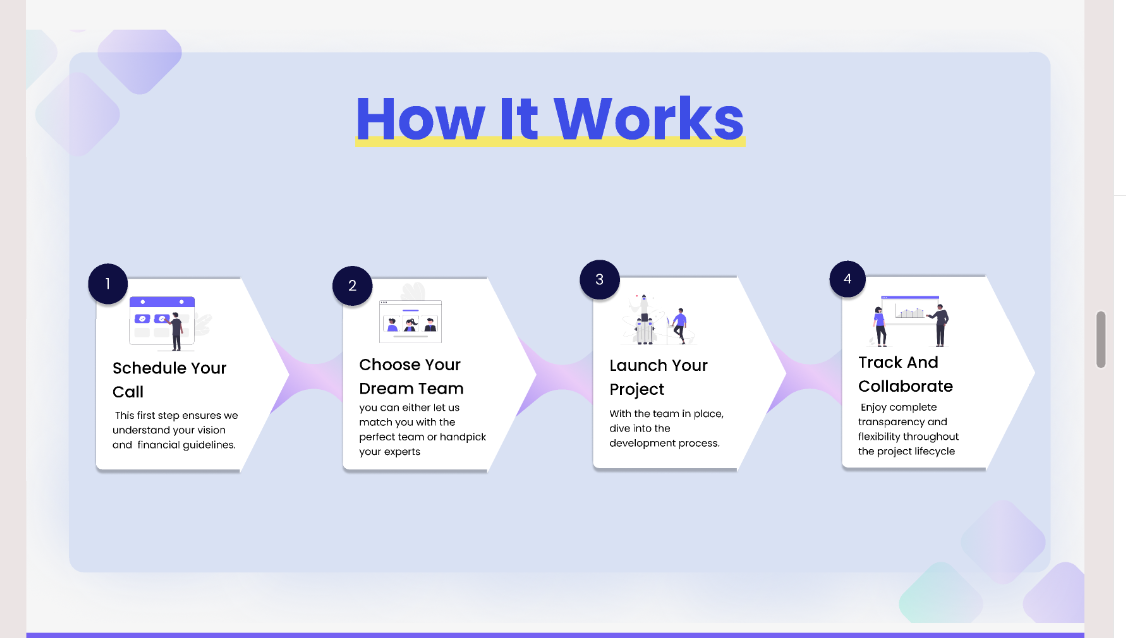 How It Works
1
Schedule Your
Call
This first step ensures we
understand your vision
and financial guidelines.
2
Choose Your
Dream Team
you can either let us
match you with the
perfect team or handpick
your experts
3
Launch Your
Project
With the team in place,
dive into the
development process.
4
Track And
Collaborate
Enjoy complete
transparency and
flexibility throughout
the project lifecycle